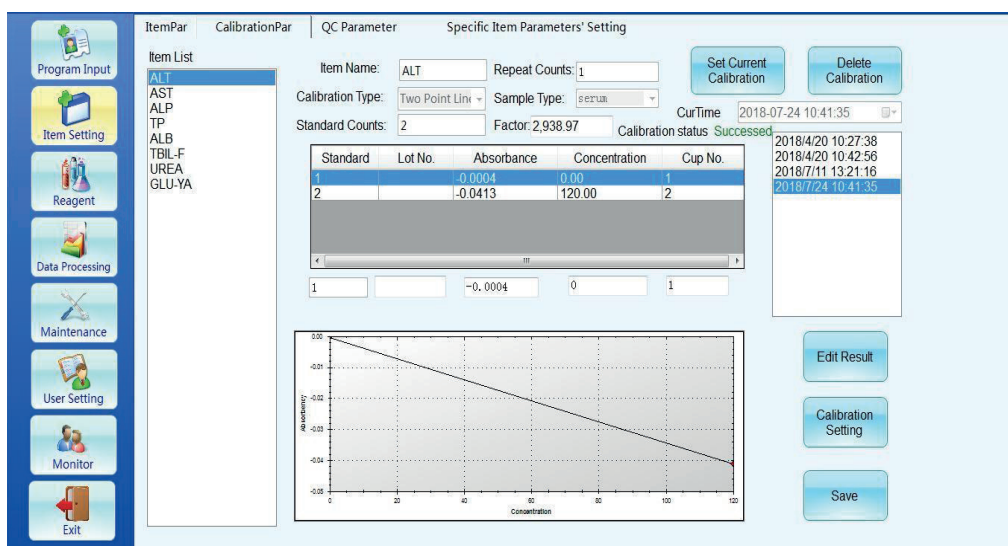 Program Input
Item Setting
Reagent
Data Processing
Maintenance
User Setting
Monitor
Exit
ItemPar CalibrationPar QC Parameter Specific Item Parameters' Setting
Item List
ALT
AST
ALP
TP
ALB
TBIL-F
UREA
GLU-YA
Item Name: ALT Repeat Counts: 1
Calibration Type: Two Point Line Sample Type: serum
Standard Counts: 2 Factor: 2,938.97
Set Current Calibration
Delete Calibration
CurTime 2018-07-24 10:41:35
Calibration status Successed
2018/4/20 10:27:38
2018/4/20 10:42:56
2018/7/11 13:21:16
2018/7/24 10:41:35
Standard Lot No. Absorbance Concentration Cup No.
1 -0.0004 0.00 1
2 -0.0413 120.00 2
1 -0.0004 0 1
0.00
-0.01
-0.02
-0.03
-0.04
-0.05
Absorbency
0 20 40 60 80 100 120
Concentration
Edit Result
Calibration Setting
Save